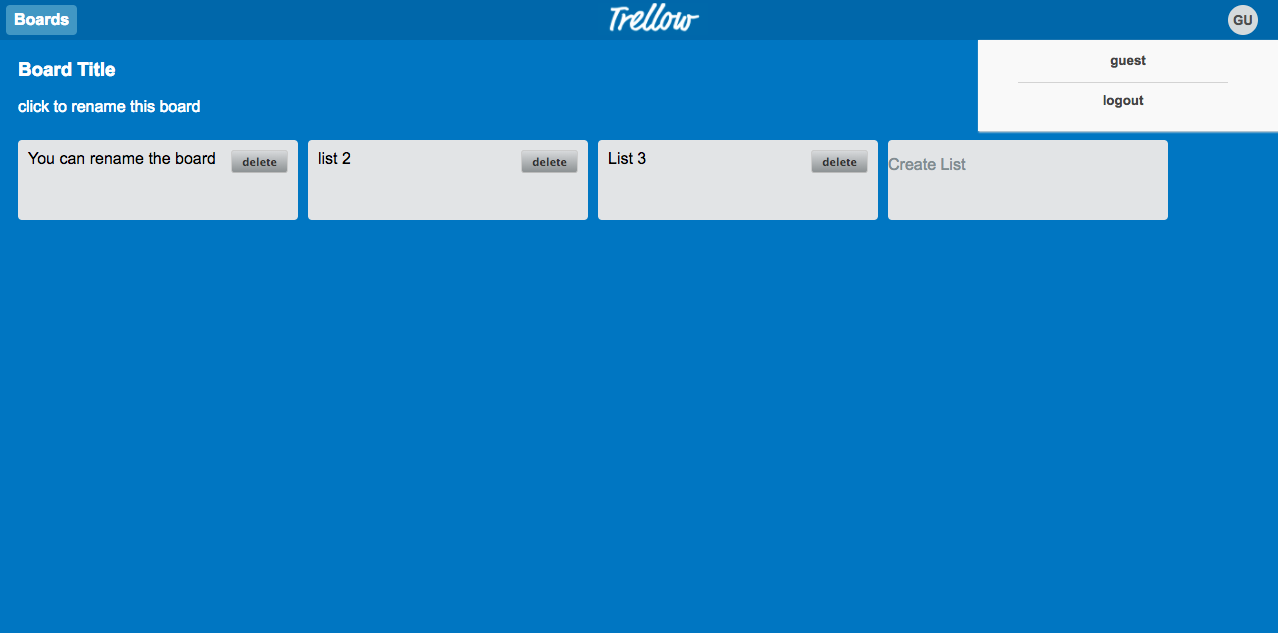 Boards
Trellow
GU
guest
logout
Board Title
click to rename this board
You can rename the board
delete
list 2
delete
List 3
delete
Create List